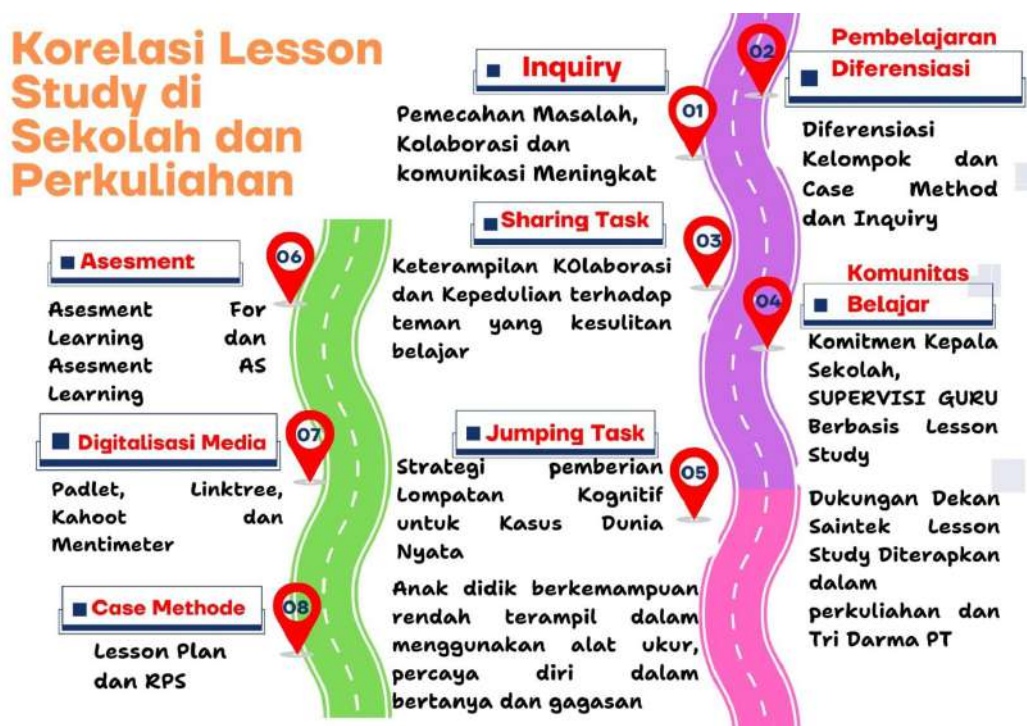 Korelasi Lesson
Study di
Sekolah dan
Perkuliahan
Inquiry
01
Pemecahan Masalah,
Kolaborasi dan
komunikasi Meningkat
02
Pembelajaran
Diferensiasi
Diferensiasi
Kelompok dan
Case Method
dan Inquiry
Sharing Task
03
Keterampilan KOlaborasi
dan Kepedulian terhadap
teman yang kesulitan
belajar
04
Komunitas
Belajar
Komitmen Kepala
Sekolah,
SUPERVISI GURU
Berbasis Lesson
Study
Dukungan Dekan
Saintek Lesson
Study Diterapkan
dalam
perkuliahan dan
Tri Darma PT
Jumping Task
05
Strategi pemberian
Lompatan Kognitif
untuk Kasus Dunia
Nyata
Anak didik berkemampuan
rendah terampil dalam
menggunakan alat ukur,
percaya diri dalam
bertanya dan gagasan
Asesment
06
Asesment For
Learning dan
Asesment AS
Learning
Digitalisasi Media
07
Padlet, Linktree,
Kahoot dan
Mentimeter
Case Methode
08
Lesson Plan
dan RPS